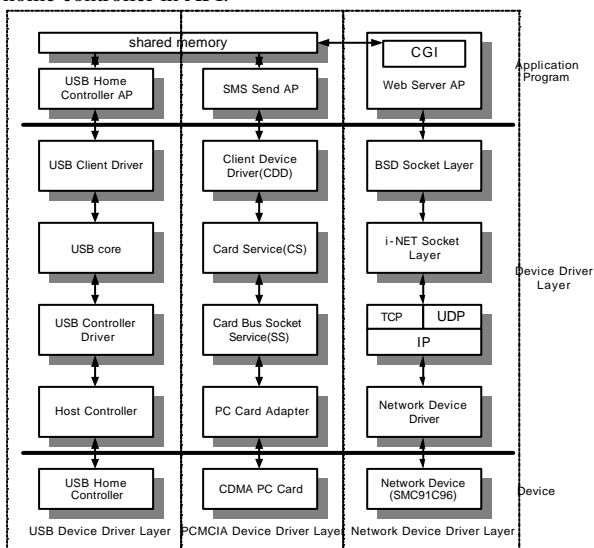 home controller in API.
shared memory
CGI
Web Server AP
Application
Program
USB Home
Controller AP
SMS Send AP
USB Client Driver
Client Device
Driver(CDD)
BSD Socket Layer
USB core
Card Service(CS)
i-NET Socket
Layer
Device Driver
Layer
USB Controller
Driver
Card Bus Socket
Service(SS)
TCP
UDP
IP
Host Controller
PC Card Adapter
Network Device
Driver
USB Home
Controller
CDMA PC Card
Network Device
(SMC91C96)
Device
USB Device Driver Layer
PCMCIA Device Driver Layer
Network Device Driver Layer